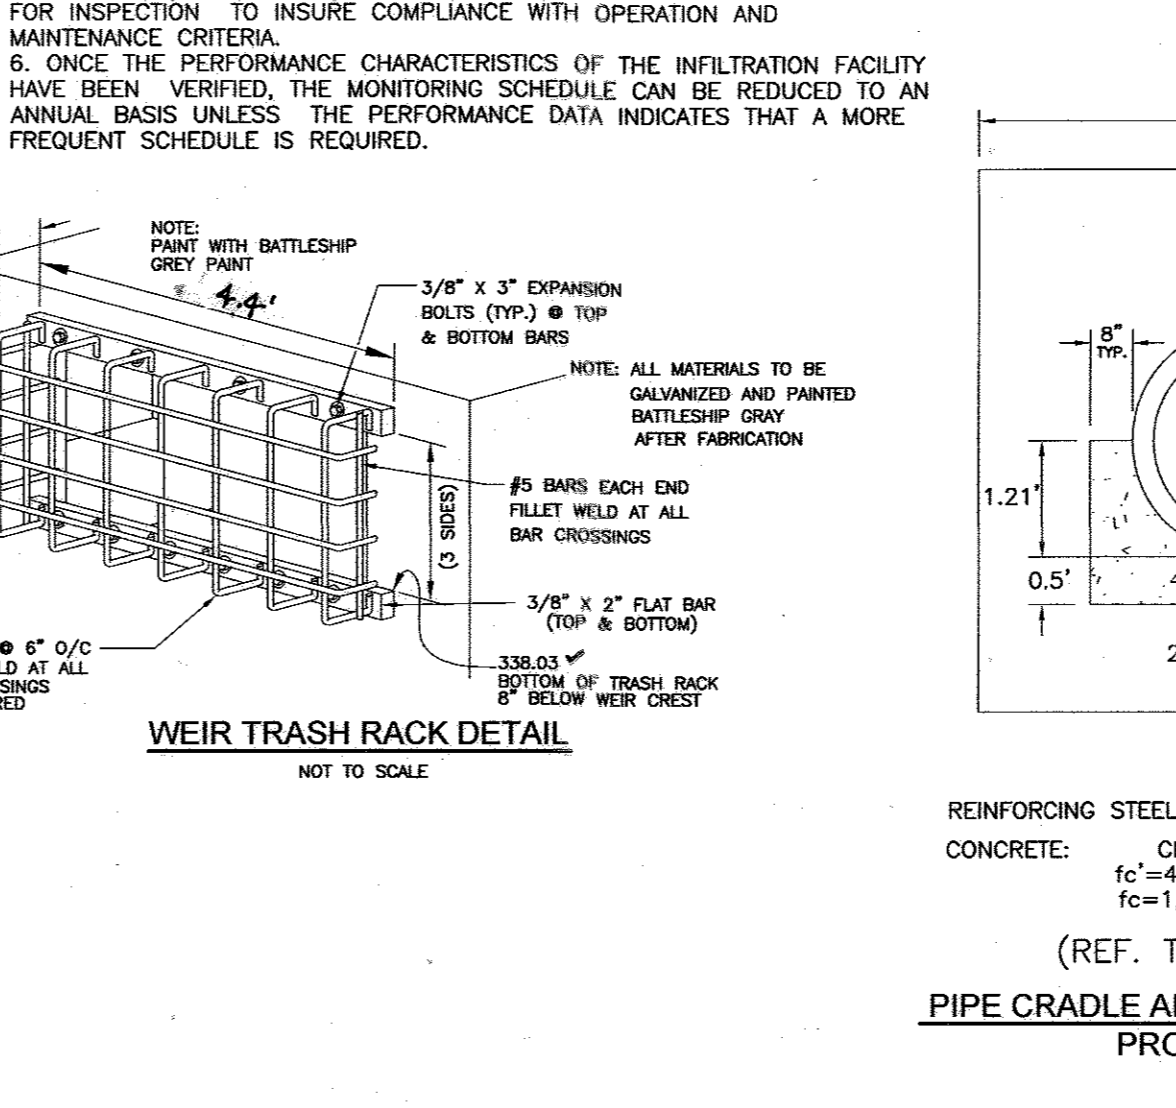 FOR INSPECTION TO INSURE COMPLIANCE WITH OPERATION AND
MAINTENANCE CRITERIA.
6. ONCE THE PERFORMANCE CHARACTERISTICS OF THE INFILTRATION FACILITY
HAVE BEEN VERIFIED, THE MONITORING SCHEDULE CAN BE REDUCED TO AN
ANNUAL BASIS UNLESS THE PERFORMANCE DATA INDICATES THAT A MORE
FREQUENT SCHEDULE IS REQUIRED.
NOTE:
PAINT WITH BATTLESHIP
GREY PAINT
4.4'
3/8" X 3" EXPANSION
BOLTS (TYP.) @ TOP
& BOTTOM BARS
NOTE: ALL MATERIALS TO BE
GALVANIZED AND PAINTED
BATTLESHIP GRAY
AFTER FABRICATION
#5 BARS EACH END
FILLET WELD AT ALL
BAR CROSSINGS
(3 SIDES)
3/8" X 2" FLAT BAR
(TOP & BOTTOM)
338.03 ✓
BOTTOM OF TRASH RACK
8" BELOW WEIR CREST
@ 6" O/C
LD AT ALL
SINGS
RED
WEIR TRASH RACK DETAIL
NOT TO SCALE
8"
TYP.
1.21'
0.5'
4
2
REINFORCING STEEL
CONCRETE:
fc'=4
fc=1
(REF. T
PIPE CRADLE A
PRO